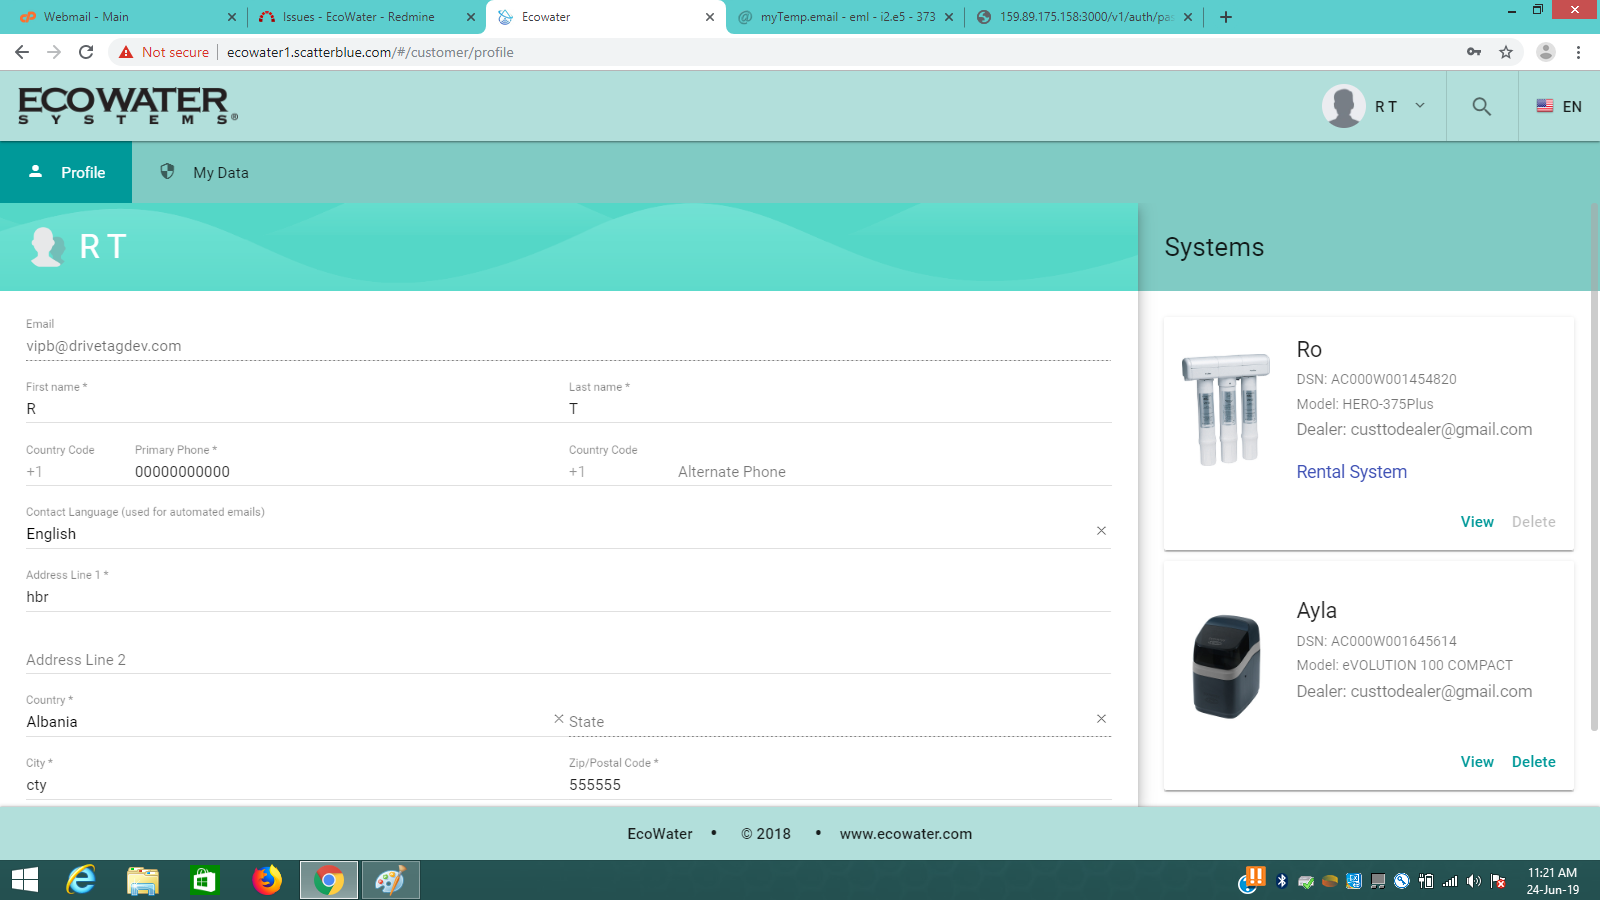 Webmail - Main
Issues - EcoWater - Redmine
Ecowater
myTemp.email - eml - i2.e5 - 373
159.89.175.158:3000/v1/auth/pas
Not secure
ecowater1.scatterblue.com/#/customer/profile
ECOWATER
SYSTEMS®
R T
EN
Profile
My Data
R T
Systems
Email
vipb@drivetagdev.com
First name *
Last name *
R
T
Country Code
Primary Phone *
Country Code
+1
00000000000
+1
Alternate Phone
Contact Language (used for automated emails)
English
Address Line 1 *
hbr
Address Line 2
Country *
Albania
State
City *
Zip/Postal Code *
cty
555555
Ro
DSN: AC000W001454820
Model: HERO-375Plus
Dealer: custtodealer@gmail.com
Rental System
View
Delete
Ayla
DSN: AC000W001645614
Model: eVOLUTION 100 COMPACT
Dealer: custtodealer@gmail.com
View
Delete
EcoWater • © 2018 • www.ecowater.com
11:21 AM
24-Jun-19